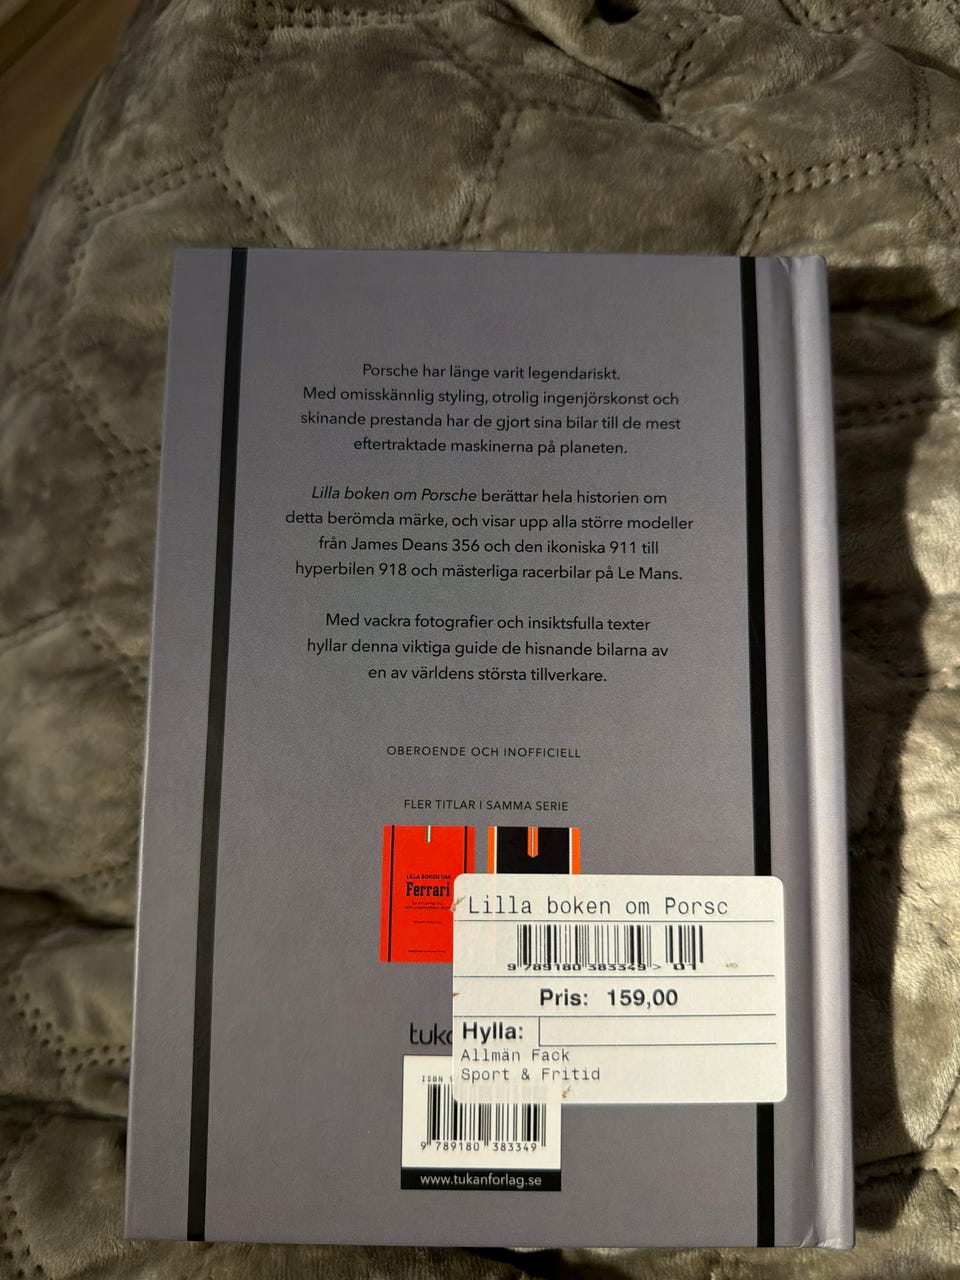 Porsche har länge varit legendariskt.
Med omisskännlig styling, otrolig ingenjörskonst och
skinande prestanda har de gjort sina bilar till de mest
eftertraktade maskinerna på planeten.
Lilla boken om Porsche berättar hela historien om
detta berömda märke, och visar upp alla större modeller
från James Deans 356 och den ikoniska 911 till
hyperbilen 918 och mästerliga racerbilar på Le Mans.
Med vackra fotografier och insiktsfulla texter
hyllar denna viktiga guide de hisnande bilarna av
en av världens största tillverkare.
OBEROENDE OCH INOFFICIELL
FLER TITLAR I SAMMA SERIE
LILLA BOKEN OM
Ferrari
Lilla boken om Porsc
9 789180 383349 > 01
Pris: 159,00
Hylla:
Allmän Fack
Sport & Fritid
tuk
ISBN 9
9 789180 383349
www.tukanforlag.se